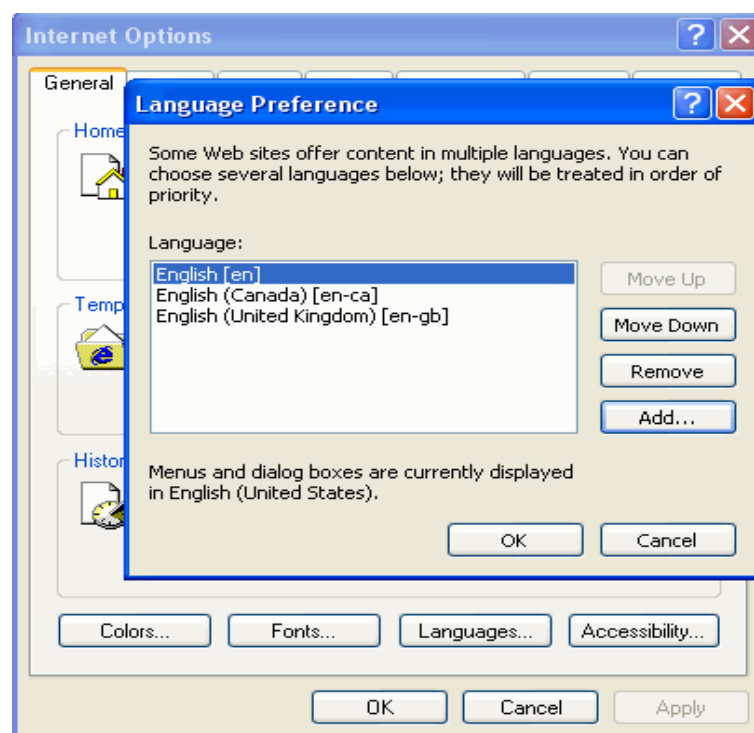 Internet Options
General
Language Preference
Home
Some Web sites offer content in multiple languages. You can
choose several languages below; they will be treated in order of
priority.
Language:
English [en]
English (Canada) [en-ca]
English (United Kingdom) [en-gb]
Move Up
Move Down
Remove
Add...
Temp
Histor
Menus and dialog boxes are currently displayed
in English (United States).
OK
Cancel
Colors...
Fonts...
Languages...
Accessibility...
OK
Cancel
Apply